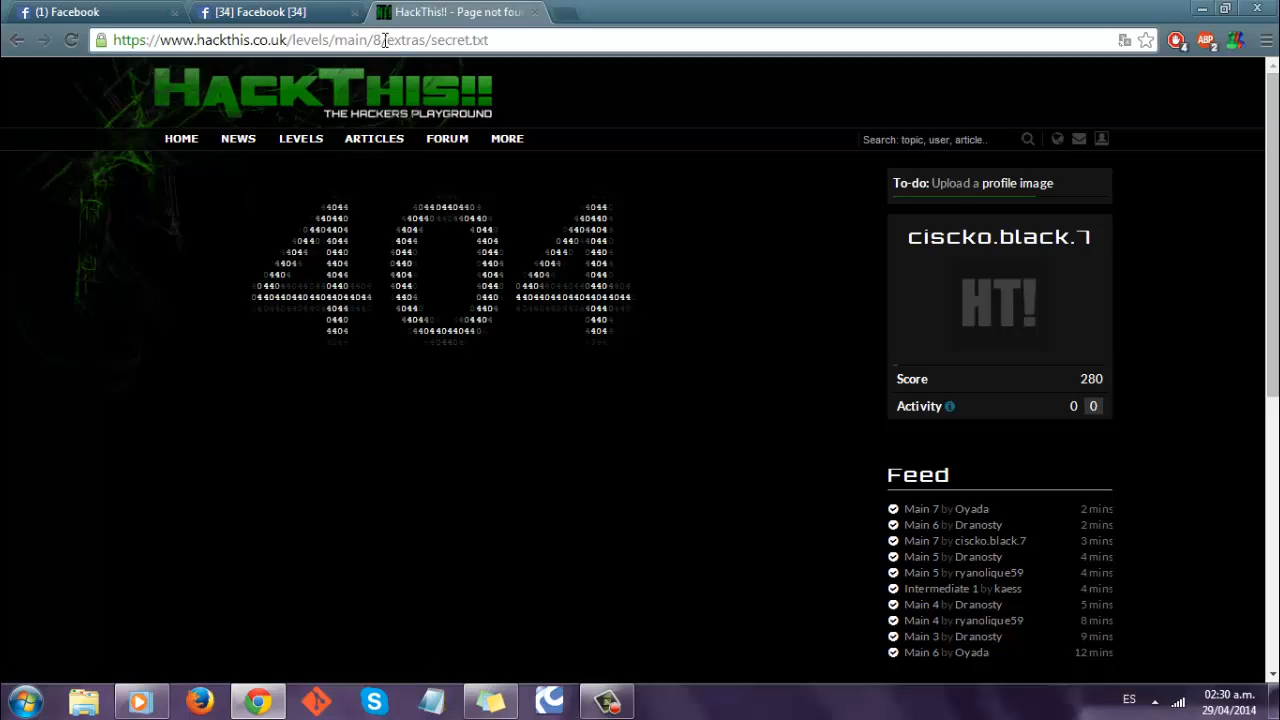 (1) Facebook
[34] Facebook [34]
HackThis!! - Page not fou
https://www.hackthis.co.uk/levels/main/8/extras/secret.txt
4
2
HACKTHIS!!
THE HACKERS PLAYGROUND
HOME NEWS LEVELS ARTICLES FORUM MORE
Search: topic, user, article..
404
To-do: Upload a profile image
ciscko.black.7
HT!
Score 280
Activity 0 0
Feed
Main 7 by Oyada 2 mins
Main 6 by Dranosty 2 mins
Main 7 by ciscko.black.7 3 mins
Main 5 by Dranosty 4 mins
Main 5 by ryanolique59 4 mins
Intermediate 1 by kaess 4 mins
Main 4 by Dranosty 5 mins
Main 4 by ryanolique59 8 mins
Main 3 by Dranosty 9 mins
Main 6 by Oyada 12 mins
ES
02:30 a.m.
29/04/2014